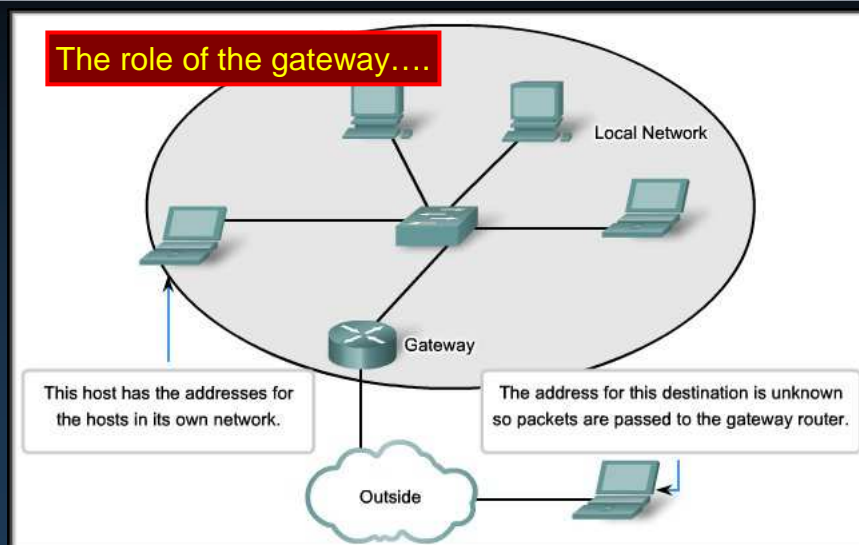 The role of the gateway….
Local Network
Gateway
This host has the addresses for
the hosts in its own network.
The address for this destination is unknown
so packets are passed to the gateway router.
Outside